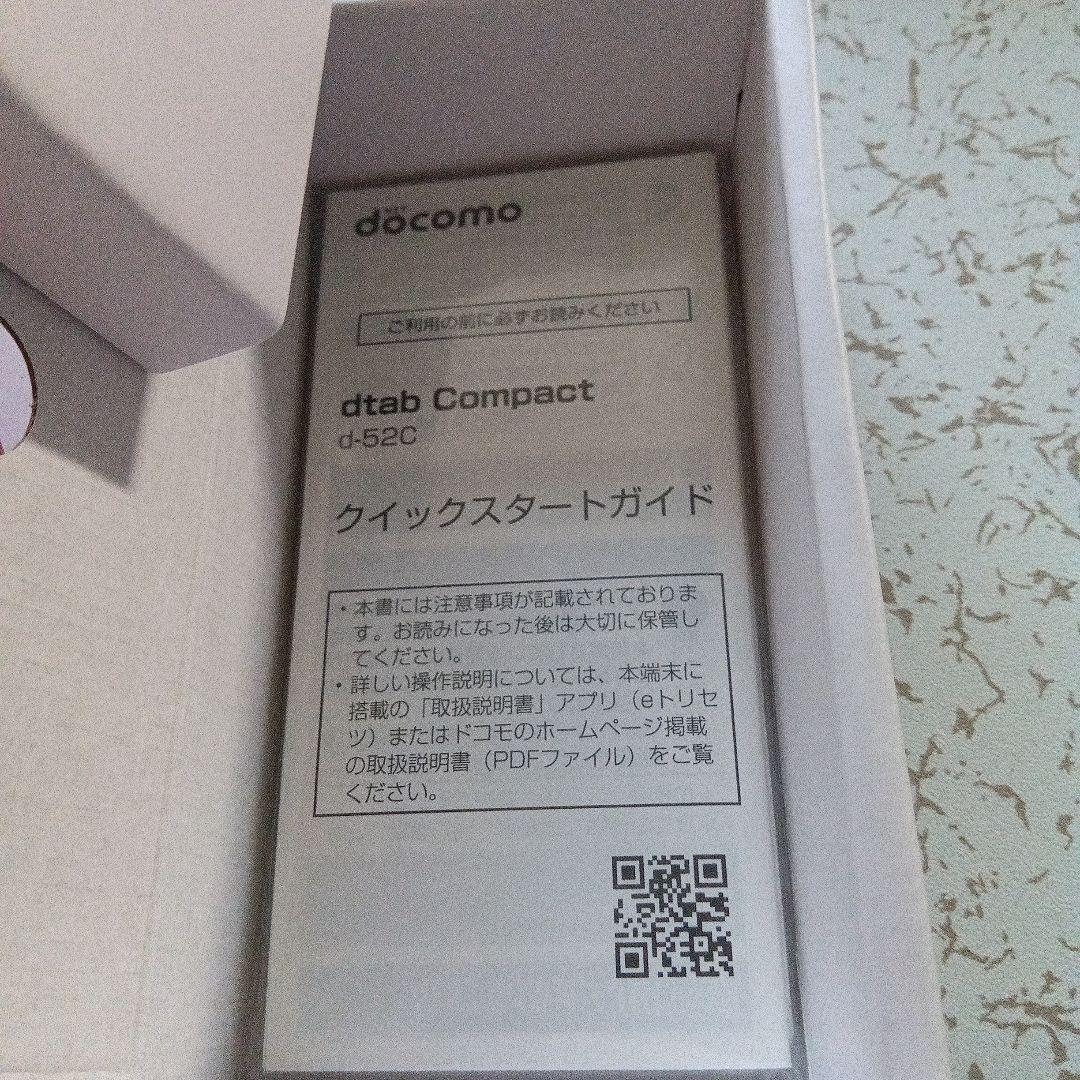 docomo
ご利用の前に必ずお読みください
dtab Compact
d-52C
クイックスタートガイド
・本書には注意事項が記載されておりま
す。お読みになった後は大切に保管し
てください。
・詳しい操作説明については、本端末に
搭載の「取扱説明書」アプリ（eトリセ
ツ）またはドコモのホームページ掲載
の取扱説明書（PDFファイル）をご覧
ください。